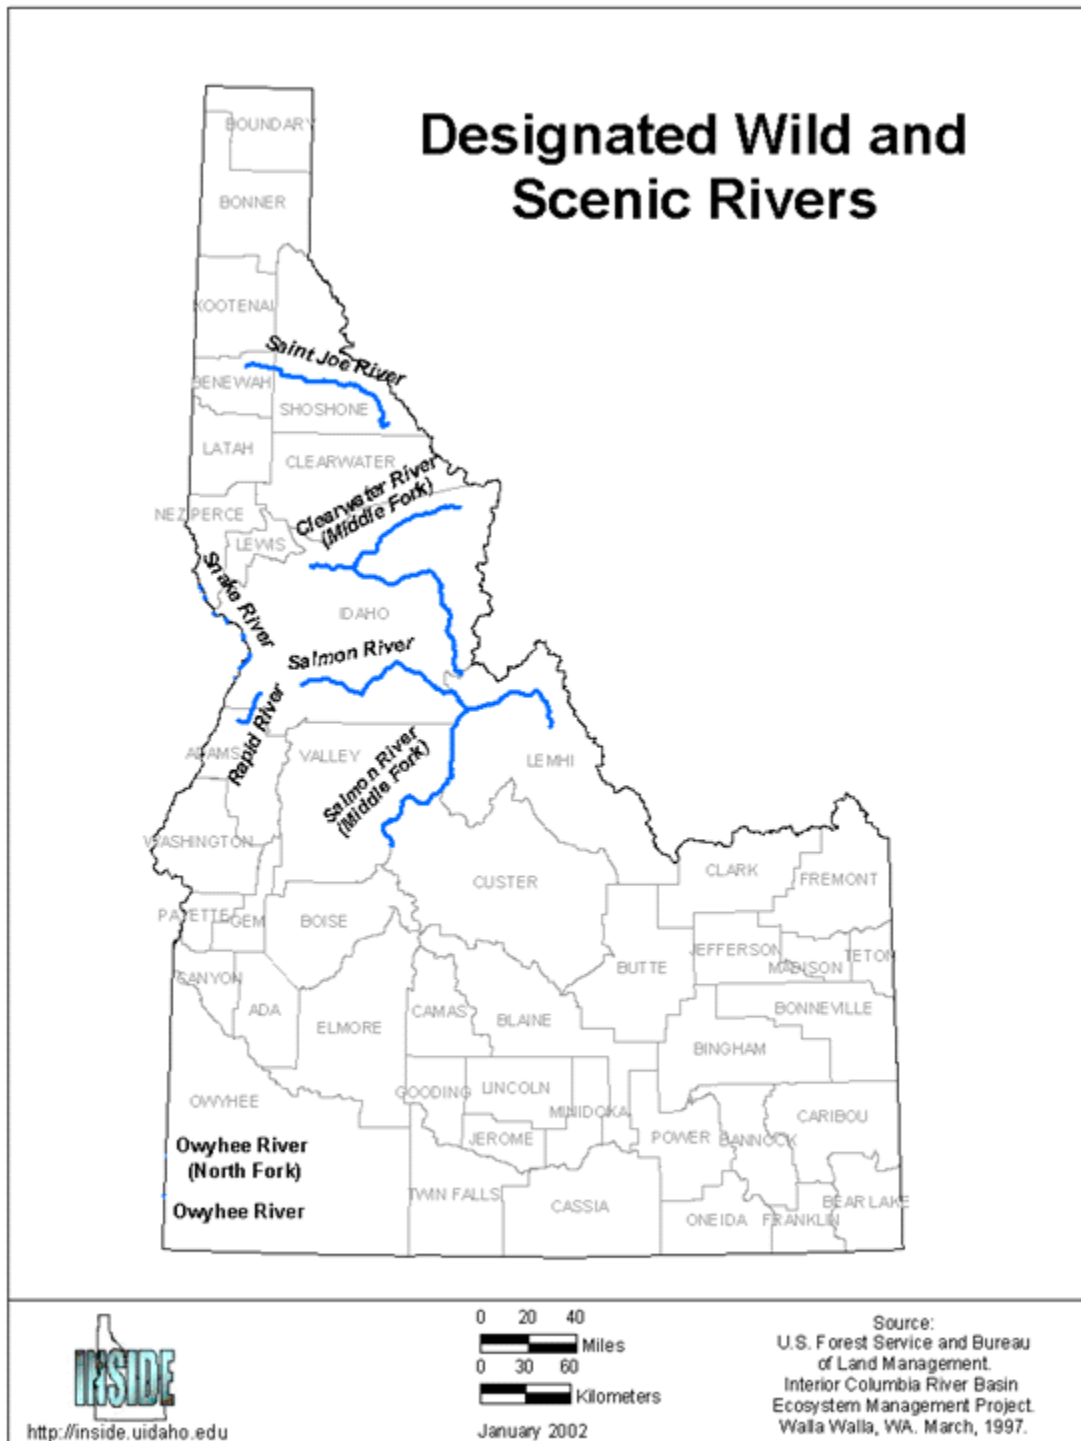 Designated Wild and
Scenic Rivers
BOUNDARY
BONNER
KOOTENAI
Saint Joe River
BENEWAH
SHOSHONE
LATAH
CLEARWATER
Clearwater River
(Middle Fork)
NEZ PERCE
LEWIS
Snake River
IDAHO
Salmon River
Rapid River
ADAMS
VALLEY
Salmon River
(Middle Fork)
LEMHI
WASHINGTON
CUSTER
CLARK
FREMONT
PAYETTE
GEM
BOISE
JEFFERSON
MADISON
TETON
BUTTE
CANYON
ADA
ELMORE
CAMAS
BLAINE
BONNEVILLE
BINGHAM
OWYHEE
GOODING
LINCOLN
MINIDOKA
JEROME
POWER
BANNOCK
CARIBOU
Owyhee River
(North Fork)
Owyhee River
TWIN FALLS
CASSIA
ONEIDA
FRANKLIN
BEAR LAKE
INSIDE
http://inside.uidaho.edu
0 20 40
Miles
0 30 60
Kilometers
January 2002
Source:
U.S. Forest Service and Bureau
of Land Management.
Interior Columbia River Basin
Ecosystem Management Project.
Walla Walla, WA. March, 1997.